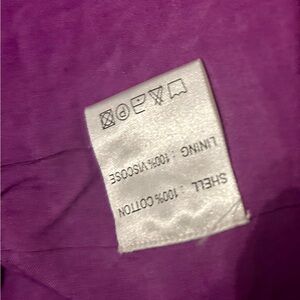 SHELL : 100% COTTON
LINING : 100% VISCOSE